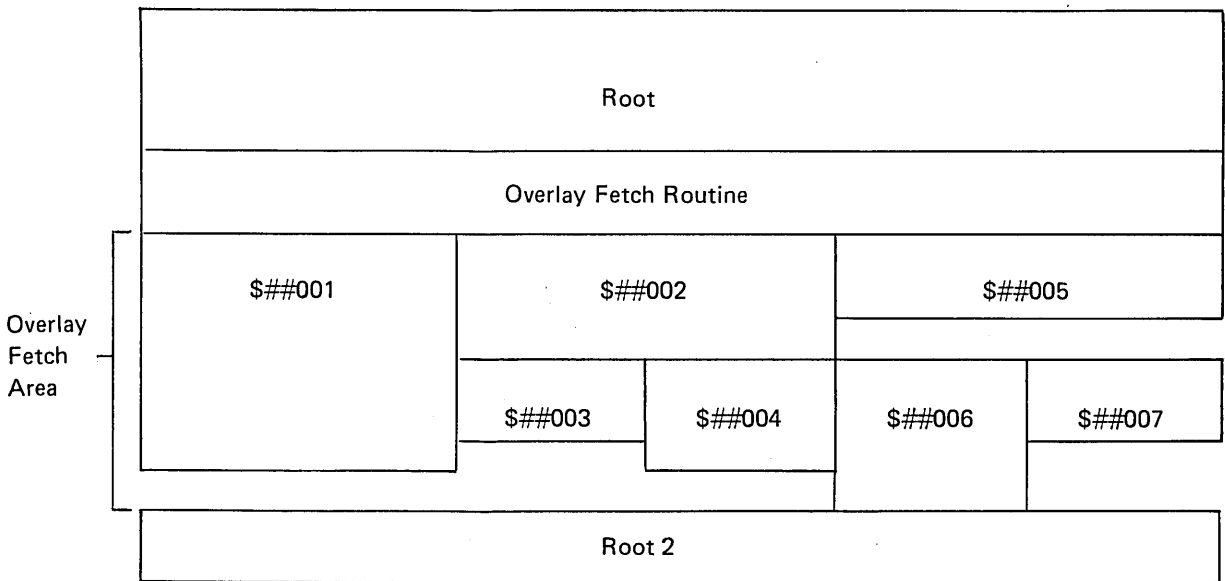 Root
Overlay Fetch Routine
$##001
$##002
$##005
Overlay
Fetch
Area
$##003
$##004
$##006
$##007
Root 2